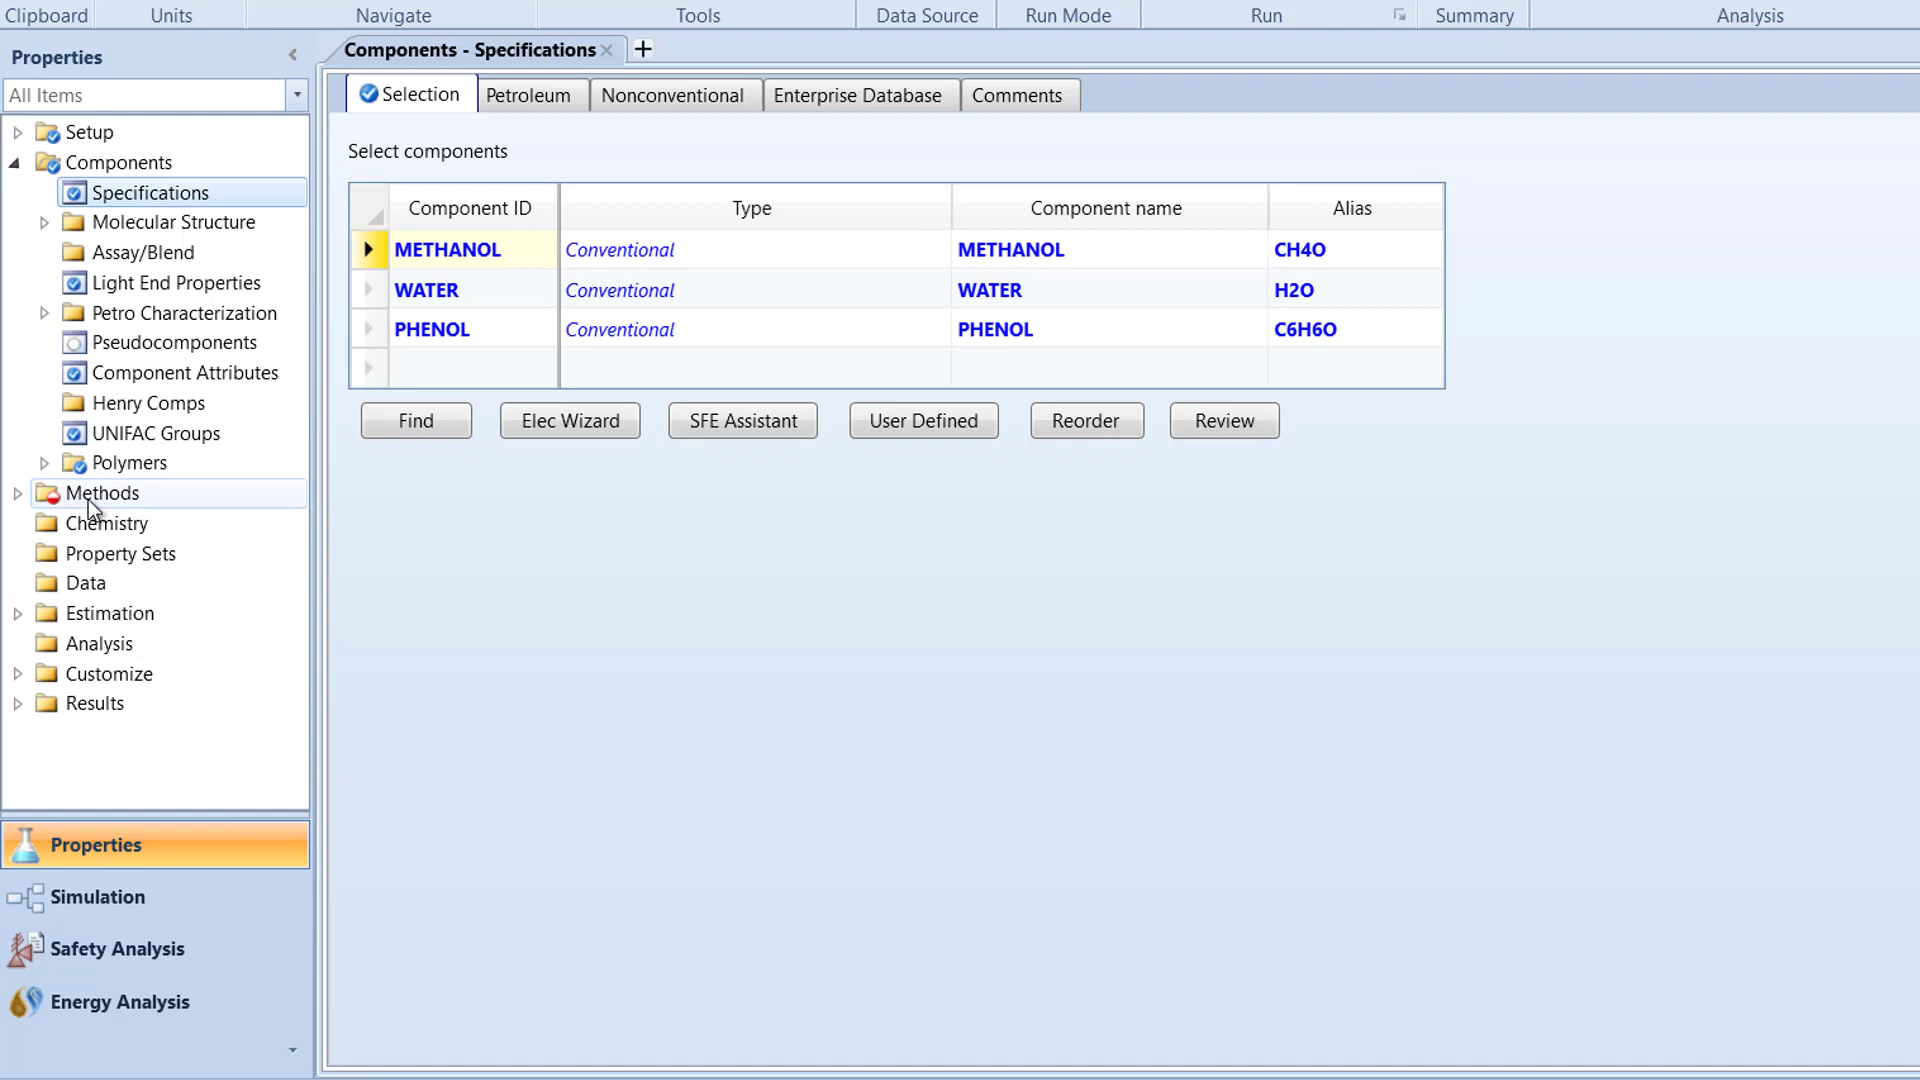 Clipboard Units Navigate Tools Data Source Run Mode Run Summary Analysis
Properties
All Items
Setup
Components
Specifications
Molecular Structure
Assay/Blend
Light End Properties
Petro Characterization
Pseudocomponents
Component Attributes
Henry Comps
UNIFAC Groups
Polymers
Methods
Chemistry
Property Sets
Data
Estimation
Analysis
Customize
Results
Properties
Simulation
Safety Analysis
Energy Analysis
Components - Specifications
Selection Petroleum Nonconventional Enterprise Database Comments
Select components
Component ID Type Component name Alias
METHANOL Conventional METHANOL CH4O
WATER Conventional WATER H2O
PHENOL Conventional PHENOL C6H6O
Find Elec Wizard SFE Assistant User Defined Reorder Review